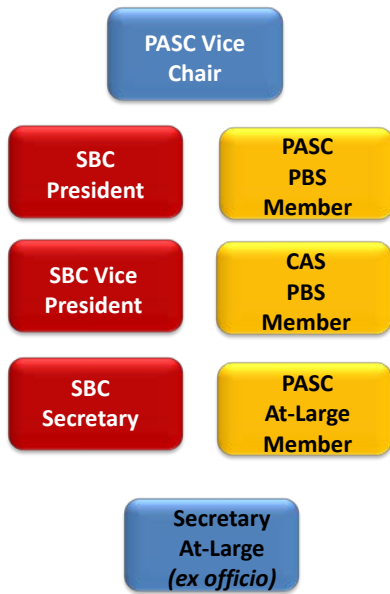 PASC Vice
Chair
SBC
President
PASC
PBS
Member
SBC Vice
President
CAS
PBS
Member
SBC
Secretary
PASC
At-Large
Member
Secretary
At-Large
(ex officio)